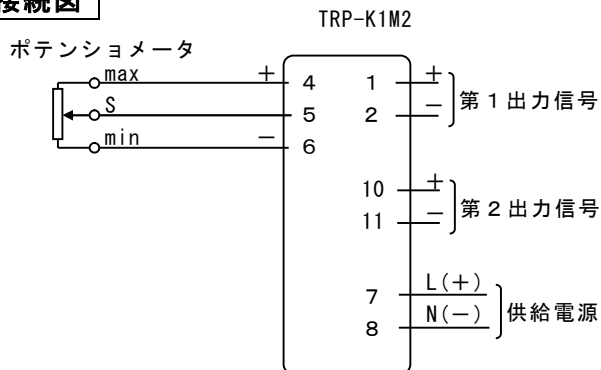 接続図
TRP-K1M2
ポテンショメータ
max + 4 1 + 第１出力信号
S 5 2 −
min − 6
10 + 第２出力信号
11 −
7 L(+) 供給電源
8 N(−)